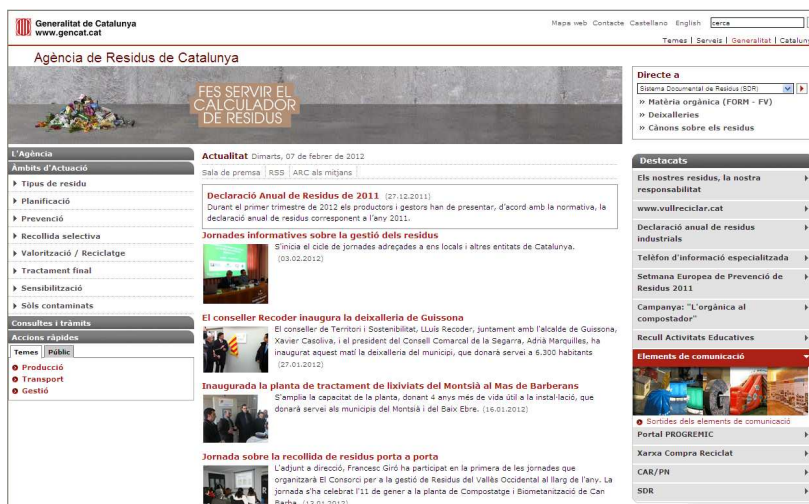 Generalitat de Catalunya
www.gencat.cat
Mapa web Contacte Castellano English cerca
Temes | Serveis | Generalitat | Catalun
Agència de Residus de Catalunya
FES SERVIR EL
CALCULADOR
DE RESIDUS
Directe a
Sistema Documental de Residus (SDR)
» Matèria orgànica (FORM - FV)
» Deixalleries
» Cànons sobre els residus
L'Agència
Àmbits d'Actuació
Tipus de residu
Planificació
Prevenció
Recollida selectiva
Valorització / Reciclatge
Tractament final
Sensibilització
Sòls contaminats
Consultes i tràmits
Accions ràpides
Temes Públic
Producció
Transport
Gestió
Actualitat Dimarts, 07 de febrer de 2012
Sala de premsa | RSS | ARC als mitjans
Declaració Anual de Residus de 2011 (27.12.2011)
Durant el primer trimestre de 2012 els productors i gestors han de presentar, d'acord amb la normativa, la
declaració anual de residus corresponent a l'any 2011.
Jornades informatives sobre la gestió dels residus
S'inicia el cicle de jornades adreçades a ens locals i altres entitats de Catalunya.
(03.02.2012)
El conseller Recoder inaugura la deixalleria de Guissona
El conseller de Territori i Sostenibilitat, LLuís Recoder, juntament amb l'alcalde de Guissona,
Xavier Casoliva, i el president del Consell Comarcal de la Segarra, Adrià Marquilles, ha
inaugurat aquest matí la deixalleria del municipi, que donarà servei a 6.300 habitants
(27.01.2012)
Inaugurada la planta de tractament de lixiviats del Montsià al Mas de Barberans
S'amplia la capacitat de la planta, donant 4 anys més de vida útil a la instal·lació, que
donarà servei als municipis del Montsià i del Baix Ebre. (16.01.2012)
Jornada sobre la recollida de residus porta a porta
L'adjunt a direcció, Francesc Giró ha participat en la primera de les jornades que
organitzarà El Consorci per a la gestió de Residus del Vallès Occidental al llarg de l'any. La
jornada s'ha celebrat l'11 de gener a la planta de Compostatge i Biometanització de Can
Barba. (13.01.2012)
Destacats
Els nostres residus, la nostra
responsabilitat
www.vullreciclar.cat
Declaració anual de residus
industrials
Telèfon d'informació especialitzada
Setmana Europea de Prevenció de
Residus 2011
Campanya: "L'orgànica al
compostador"
Recull Activitats Educatives
Elements de comunicació
Sortides dels elements de comunicació
Portal PROGREMIC
Xarxa Compra Reciclat
CAR/PN
SDR